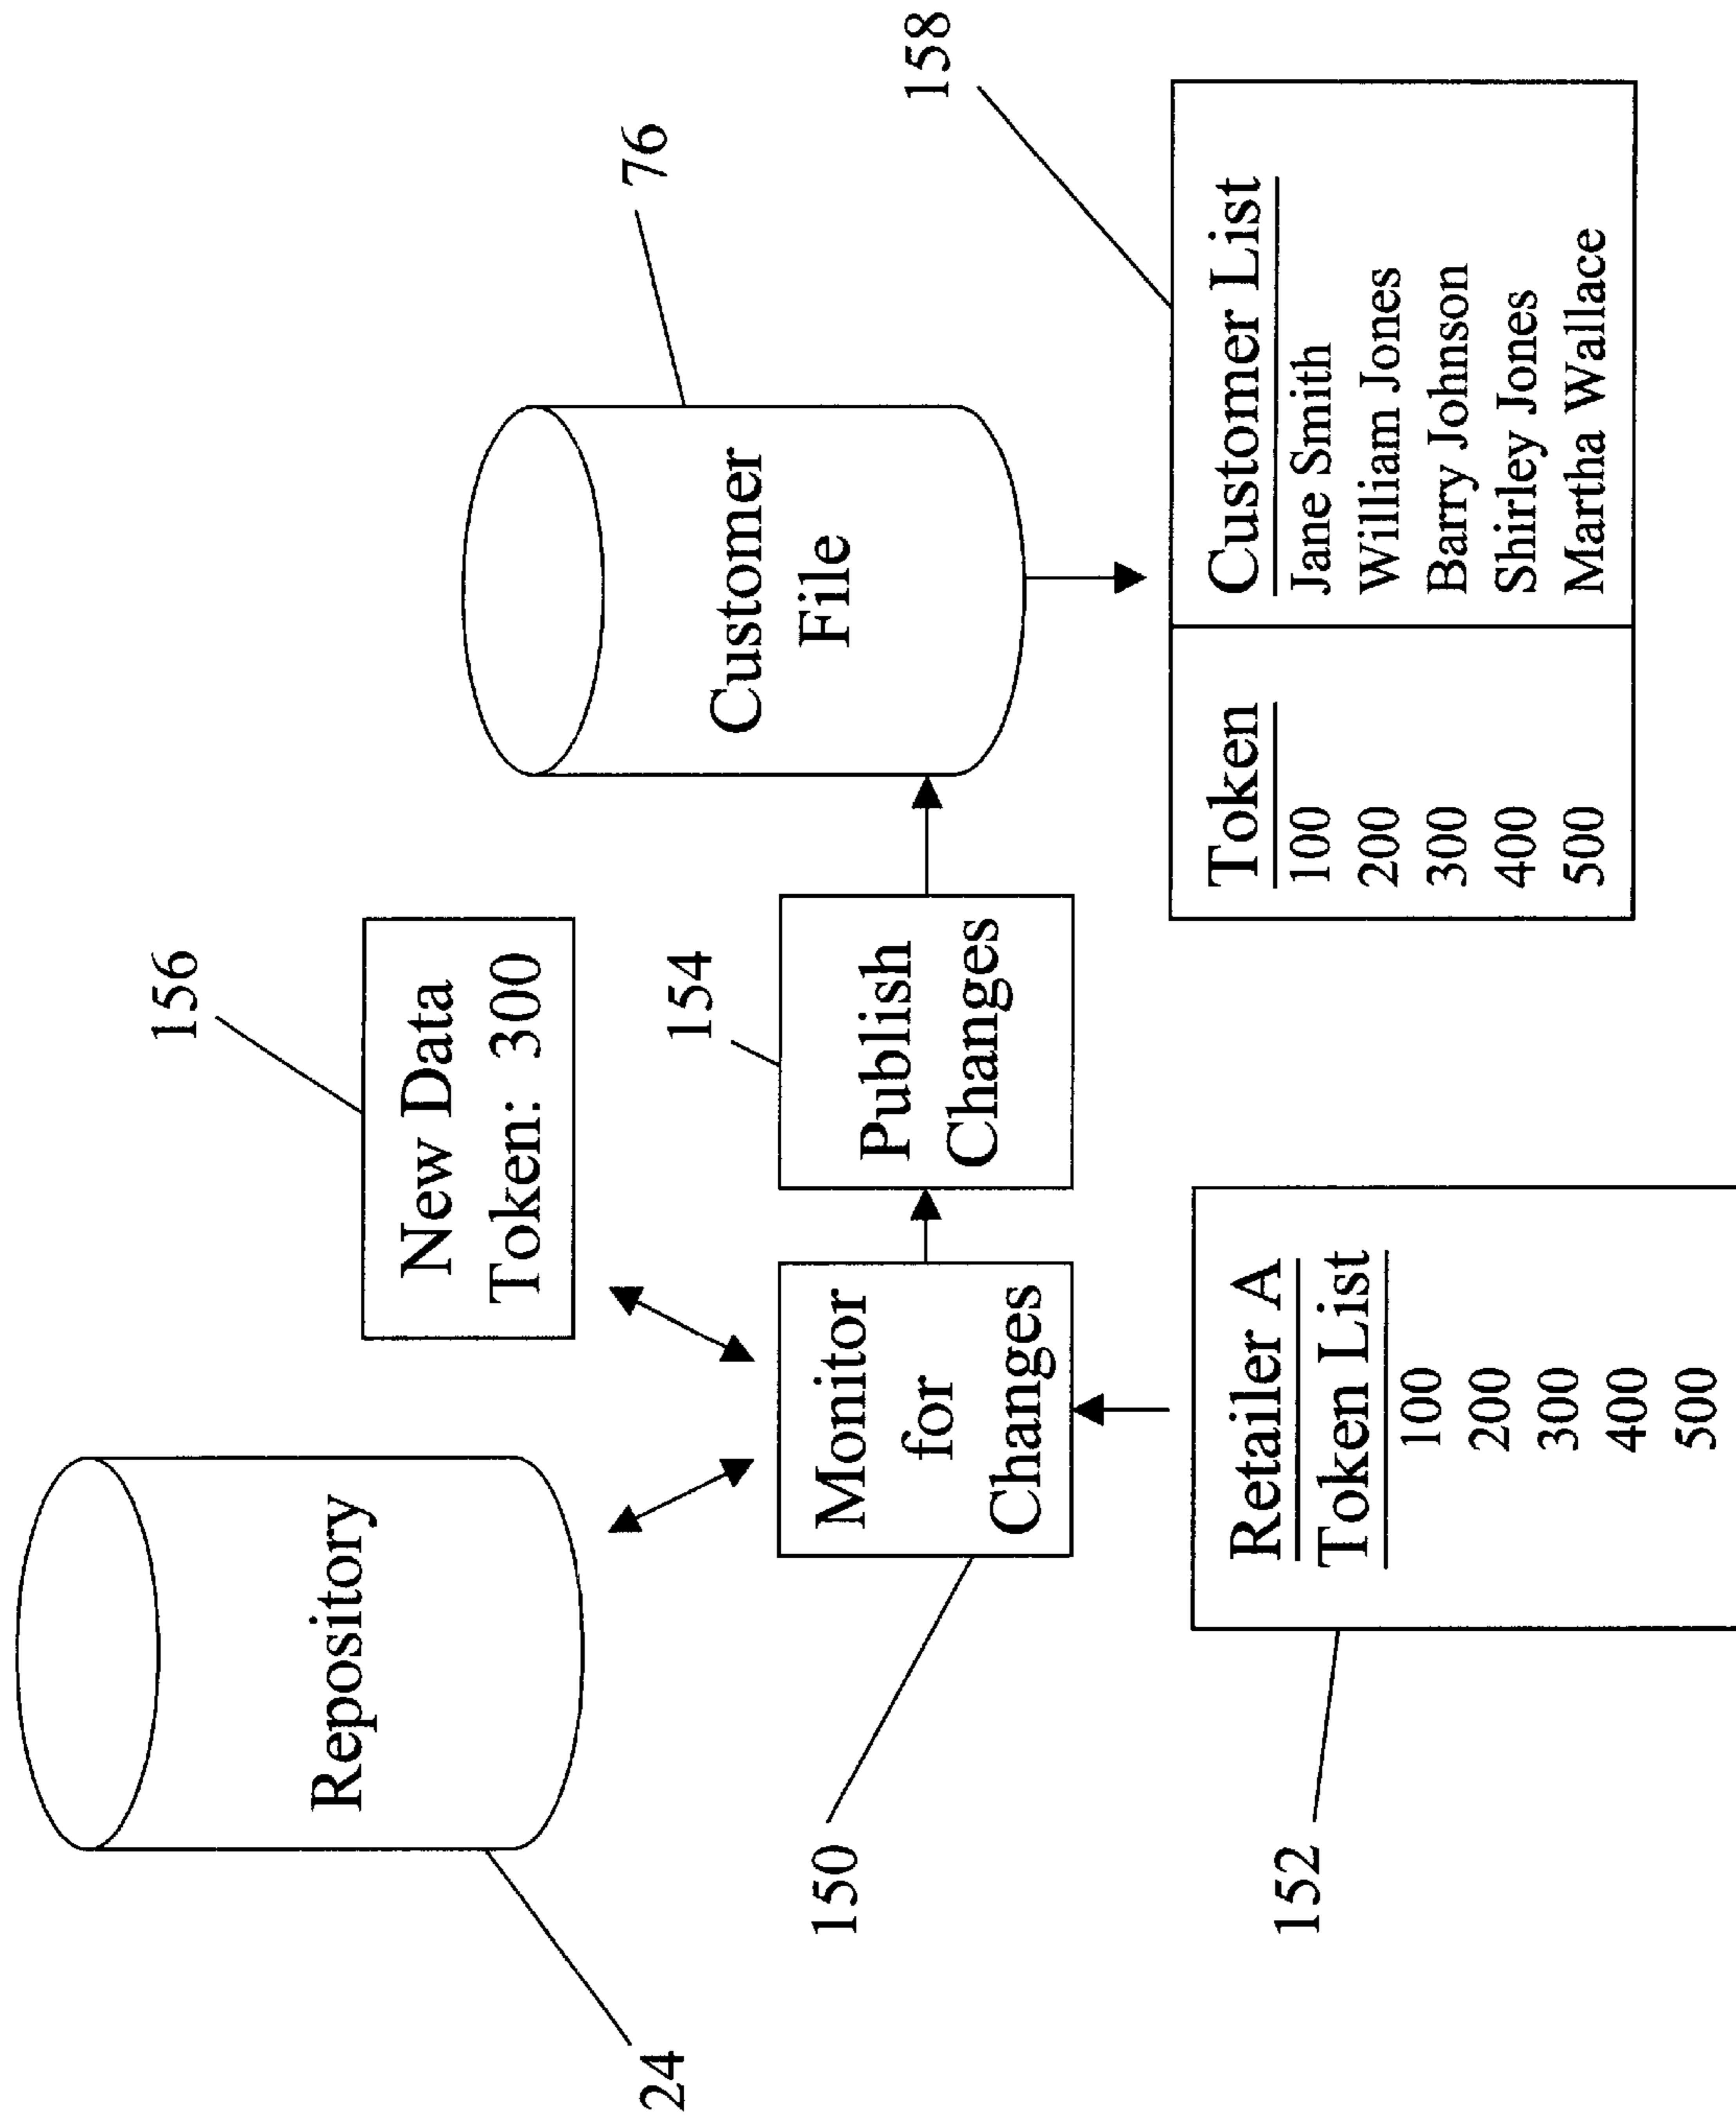 Repository
24
156
New Data
Token: 300
76
Customer
File
150
Monitor
for
Changes
154
Publish
Changes
158
152
Retailer A
Token List
100
200
300
400
500
Token Customer List
100 Jane Smith
200 William Jones
300 Barry Johnson
400 Shirley Jones
500 Martha Wallace